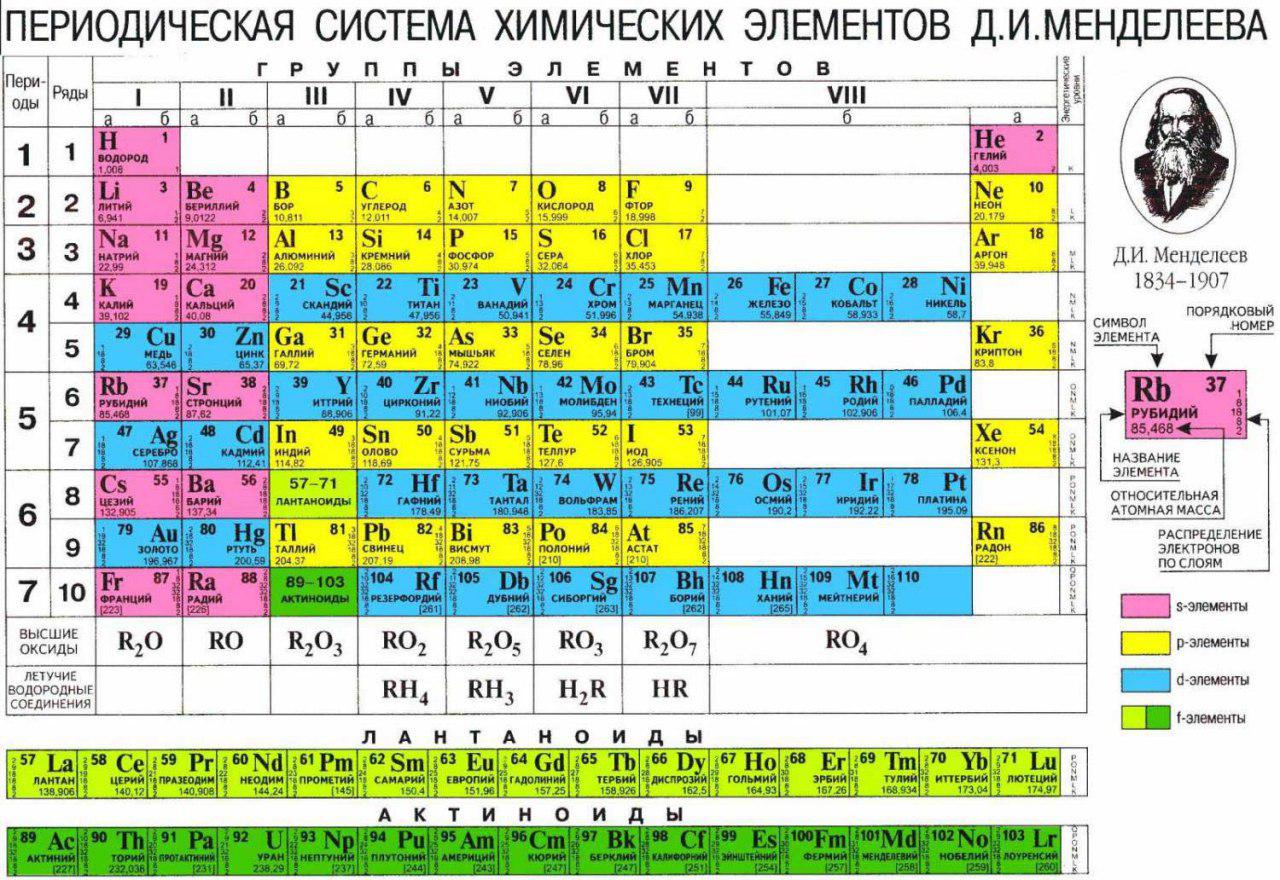 ПЕРИОДИЧЕСКАЯ СИСТЕМА ХИМИЧЕСКИХ ЭЛЕМЕНТОВ Д.И.МЕНДЕЛЕЕВА
Пери-
оды
Ряды
ГРУППЫ ЭЛЕМЕНТОВ
Энергетические
уровни
I II III IV V VI VII VIII
а б а б а б а б а б а б а б б а
1 1
H 1
ВОДОРОД
1,008
He 2
ГЕЛИЙ
4,003
2 2
Li 3
ЛИТИЙ
6,941
Be 4
БЕРИЛЛИЙ
9,0122
B 5
БОР
10,811
C 6
УГЛЕРОД
12,011
N 7
АЗОТ
14,007
O 8
КИСЛОРОД
15,999
F 9
ФТОР
18,998
Ne 10
НЕОН
20,179
3 3
Na 11
НАТРИЙ
22,99
Mg 12
МАГНИЙ
24,312
Al 13
АЛЮМИНИЙ
26,092
Si 14
КРЕМНИЙ
28,086
P 15
ФОСФОР
30,974
S 16
СЕРА
32,064
Cl 17
ХЛОР
35,453
Ar 18
АРГОН
39,948
4 4
K 19
КАЛИЙ
39,102
Ca 20
КАЛЬЦИЙ
40,08
21 Sc
СКАНДИЙ
44,956
22 Ti
ТИТАН
47,956
23 V
ВАНАДИЙ
50,941
24 Cr
ХРОМ
51,996
25 Mn
МАРГАНЕЦ
54,938
26 Fe
ЖЕЛЕЗО
55,849
27 Co
КОБАЛЬТ
58,933
28 Ni
НИКЕЛЬ
58,7
5
29 Cu
МЕДЬ
63,546
30 Zn
ЦИНК
65,37
Ga 31
ГАЛЛИЙ
69,72
Ge 32
ГЕРМАНИЙ
72,59
As 33
МЫШЬЯК
74,922
Se 34
СЕЛЕН
78,96
Br 35
БРОМ
79,904
Kr 36
КРИПТОН
83,8
5 6
Rb 37
РУБИДИЙ
85,468
Sr 38
СТРОНЦИЙ
87,62
39 Y
ИТТРИЙ
88,906
40 Zr
ЦИРКОНИЙ
91,22
41 Nb
НИОБИЙ
92,906
42 Mo
МОЛИБДЕН
95,94
43 Tc
ТЕХНЕЦИЙ
[99]
44 Ru
РУТЕНИЙ
101,07
45 Rh
РОДИЙ
102,906
46 Pd
ПАЛЛАДИЙ
106,4
7
47 Ag
СЕРЕБРО
107,868
48 Cd
КАДМИЙ
112,41
In 49
ИНДИЙ
114,82
Sn 50
ОЛОВО
118,69
Sb 51
СУРЬМА
121,75
Te 52
ТЕЛЛУР
127,6
I 53
ИОД
126,905
Xe 54
КСЕНОН
131,3
6 8
Cs 55
ЦЕЗИЙ
132,905
Ba 56
БАРИЙ
137,34
57–71
ЛАНТАНОИДЫ
72 Hf
ГАФНИЙ
178,49
73 Ta
ТАНТАЛ
180,948
74 W
ВОЛЬФРАМ
183,85
75 Re
РЕНИЙ
186,207
76 Os
ОСМИЙ
190,2
77 Ir
ИРИДИЙ
192,22
78 Pt
ПЛАТИНА
195,09
9
79 Au
ЗОЛОТО
196,967
80 Hg
РТУТЬ
200,59
Tl 81
ТАЛЛИЙ
204,37
Pb 82
СВИНЕЦ
207,19
Bi 83
ВИСМУТ
208,98
Po 84
ПОЛОНИЙ
[210]
At 85
АСТАТ
[210]
Rn 86
РАДОН
[222]
7 10
Fr 87
ФРАНЦИЙ
[223]
Ra 88
РАДИЙ
[226]
89–103
АКТИНОИДЫ
104 Rf
РЕЗЕРФОРДИЙ
[261]
105 Db
ДУБНИЙ
[262]
106 Sg
СИБОРГИЙ
[263]
107 Bh
БОРИЙ
[262]
108 Hn
ХАНИЙ
[265]
109 Mt
МЕЙТНЕРИЙ
110
ВЫСШИЕ
ОКСИДЫ
R₂O RO R₂O₃ RO₂ R₂O₅ RO₃ R₂O₇ RO₄
ЛЕТУЧИЕ
ВОДОРОДНЫЕ
СОЕДИНЕНИЯ
RH₄ RH₃ H₂R HR
Д.И. Менделеев
1834–1907
СИМВОЛ
ЭЛЕМЕНТА
ПОРЯДКОВЫЙ
НОМЕР
Rb 37
РУБИДИЙ
85,468
1
8
18
8
2
НАЗВАНИЕ
ЭЛЕМЕНТА
ОТНОСИТЕЛЬНАЯ
АТОМНАЯ МАССА
РАСПРЕДЕЛЕНИЕ
ЭЛЕКТРОНОВ
ПО СЛОЯМ
s-элементы
p-элементы
d-элементы
f-элементы
ЛАНТАНОИДЫ
57 La
ЛАНТАН
138,906
58 Ce
ЦЕРИЙ
140,12
59 Pr
ПРАЗЕОДИМ
140,908
60 Nd
НЕОДИМ
144,24
61 Pm
ПРОМЕТИЙ
[145]
62 Sm
САМАРИЙ
150,4
63 Eu
ЕВРОПИЙ
151,96
64 Gd
ГАДОЛИНИЙ
157,25
65 Tb
ТЕРБИЙ
158,926
66 Dy
ДИСПРОЗИЙ
162,5
67 Ho
ГОЛЬМИЙ
164,93
68 Er
ЭРБИЙ
167,26
69 Tm
ТУЛИЙ
168,934
70 Yb
ИТТЕРБИЙ
173,04
71 Lu
ЛЮТЕЦИЙ
174,97
АКТИНОИДЫ
89 Ac
АКТИНИЙ
[227]
90 Th
ТОРИЙ
232,038
91 Pa
ПРОТАКТИНИЙ
[231]
92 U
УРАН
238,29
93 Np
НЕПТУНИЙ
[237]
94 Pu
ПЛУТОНИЙ
[244]
95 Am
АМЕРИЦИЙ
[243]
96 Cm
КЮРИЙ
[247]
97 Bk
БЕРКЛИЙ
[247]
98 Cf
КАЛИФОРНИЙ
[251]
99 Es
ЭЙНШТЕЙНИЙ
[254]
100 Fm
ФЕРМИЙ
[257]
101 Md
МЕНДЕЛЕВИЙ
[258]
102 No
НОБЕЛИЙ
[259]
103 Lr
ЛОУРЕНСИЙ
[260]